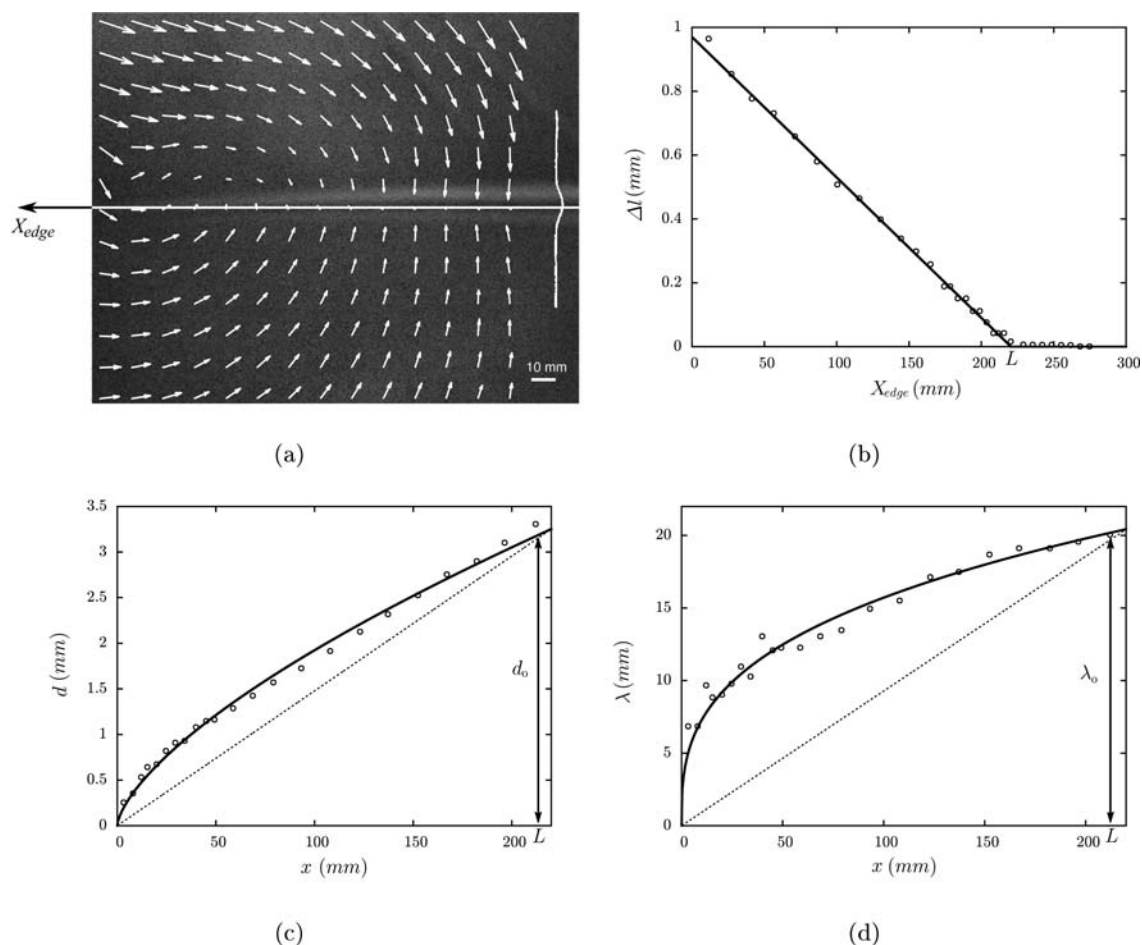 X_edge
10 mm
(a)
1
0.8
0.6
0.4
0.2
0
Δl (mm)
0 50 100 150 200 L 250 300
X_edge (mm)
(b)
3.5
3
2.5
2
1.5
1
0.5
0
d (mm)
d_o
0 50 100 150 200 L
x (mm)
(c)
20
15
10
5
0
λ (mm)
λ_o
0 50 100 150 200 L
x (mm)
(d)